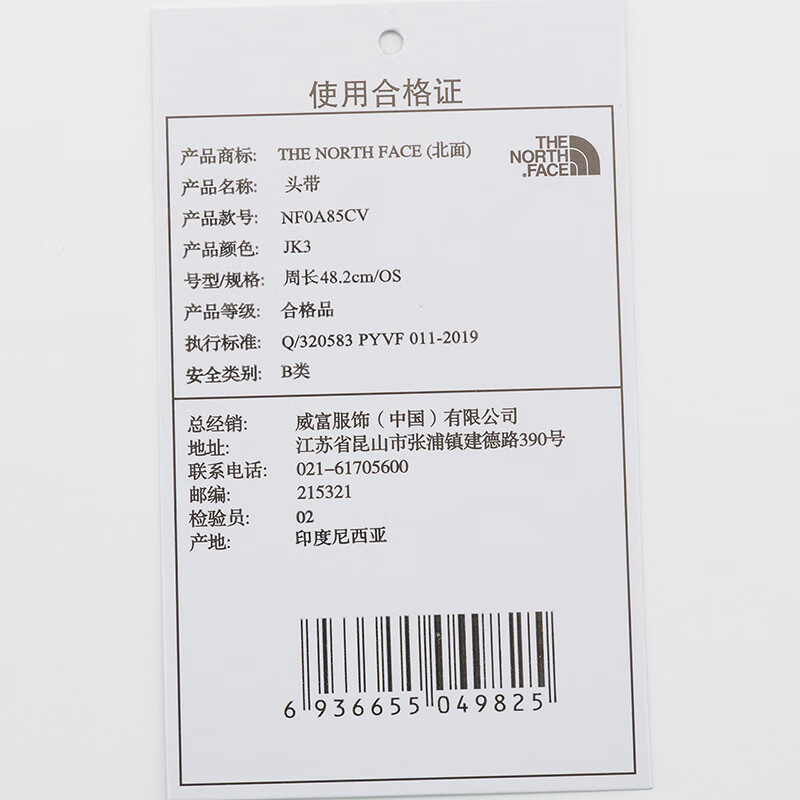 使用合格证
产品商标: THE NORTH FACE (北面)
THE
NORTH
FACE
产品名称: 头带
产品款号: NF0A85CV
产品颜色: JK3
号型/规格: 周长48.2cm/OS
产品等级: 合格品
执行标准: Q/320583 PYVF 011-2019
安全类别: B类
总经销: 威富服饰（中国）有限公司
地址: 江苏省昆山市张浦镇建德路390号
联系电话: 021-61705600
邮编: 215321
检验员: 02
产地: 印度尼西亚
6 936655 049825